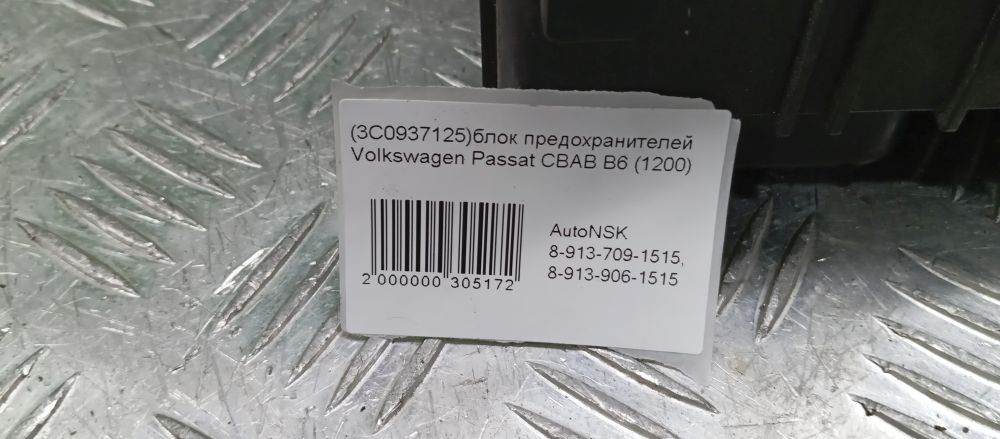 (3C0937125)блок предохранителей
Volkswagen Passat CBAB B6 (1200)
AutoNSK
8-913-709-1515,
8-913-906-1515
2 000000 305172